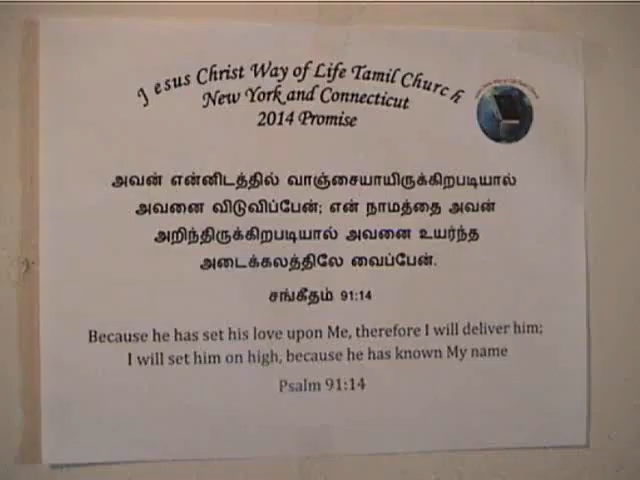 Jesus Christ Way of Life Tamil Church
New York and Connecticut
2014 Promise
அவன் என்னிடத்தில் வாஞ்சையாயிருக்கிறபடியால்
அவனை விடுவிப்பேன்; என் நாமத்தை அவன்
அறிந்திருக்கிறபடியால் அவனை உயர்ந்த
அடைக்கலத்திலே வைப்பேன்.
சங்கீதம் 91:14
Because he has set his love upon Me, therefore I will deliver him;
I will set him on high, because he has known My name
Psalm 91:14